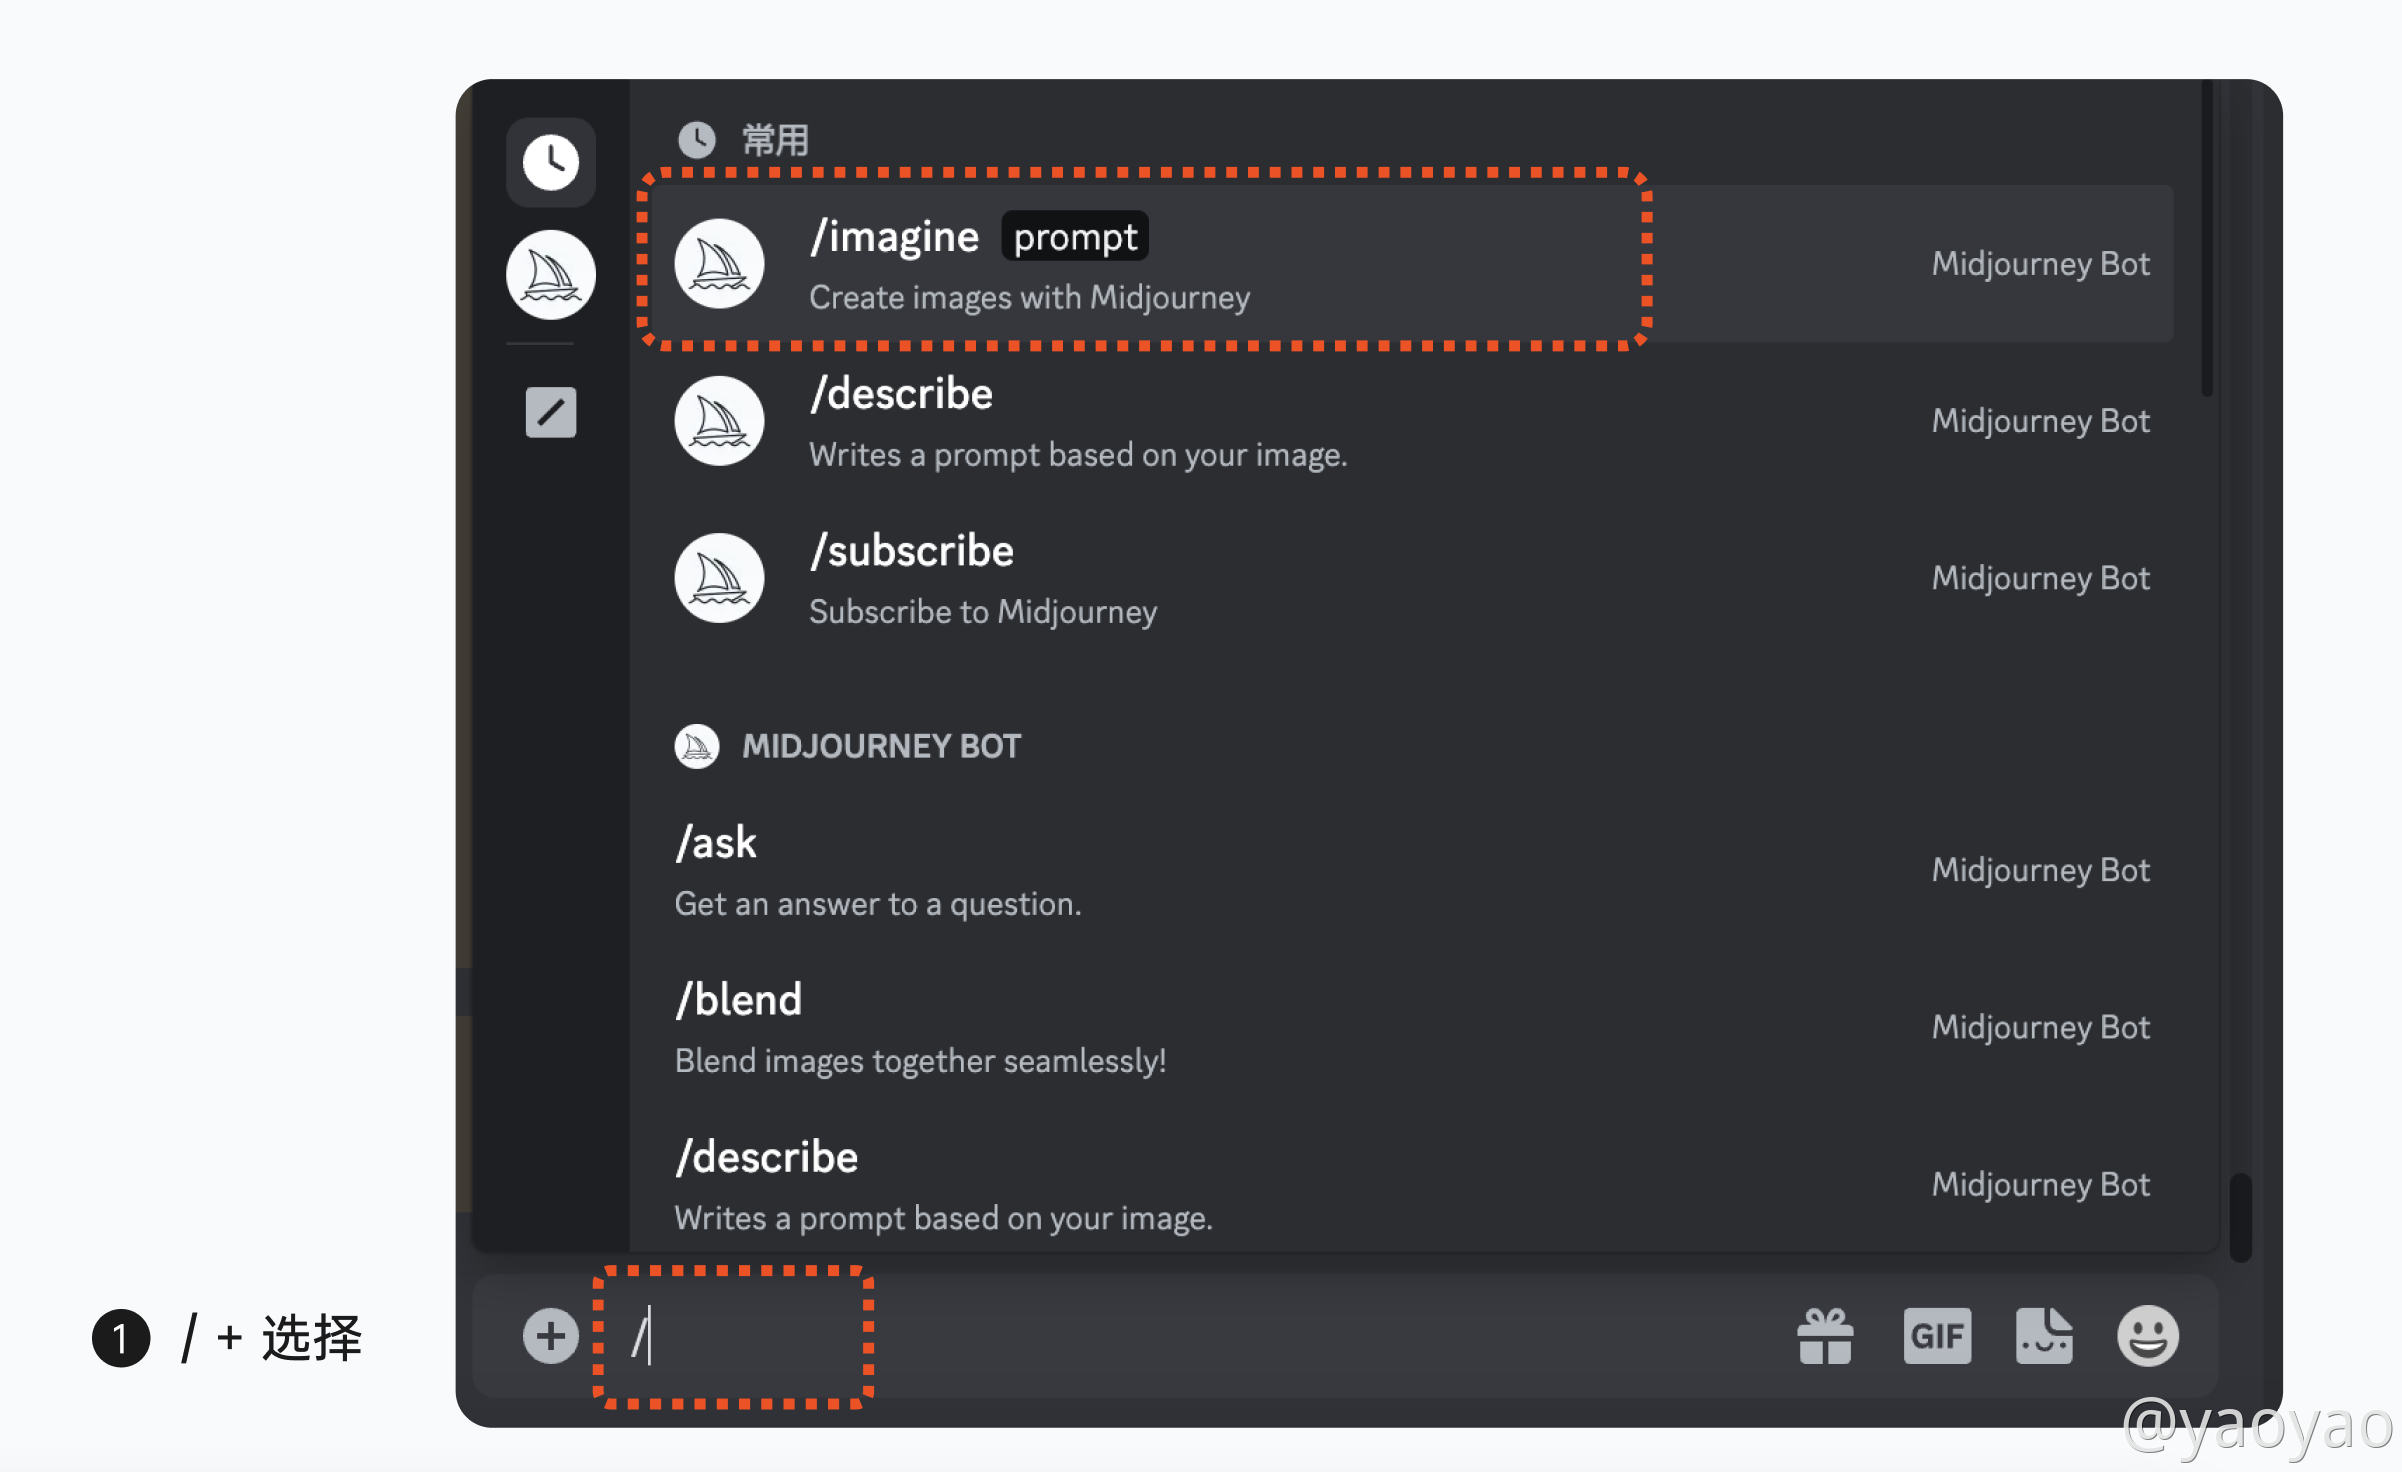 常用
/imagine prompt
Create images with Midjourney
Midjourney Bot
/describe
Writes a prompt based on your image.
Midjourney Bot
/subscribe
Subscribe to Midjourney
Midjourney Bot
MIDJOURNEY BOT
/ask
Get an answer to a question.
Midjourney Bot
/blend
Blend images together seamlessly!
Midjourney Bot
/describe
Writes a prompt based on your image.
Midjourney Bot
1 / + 选择
/
GIF
@yaoyao